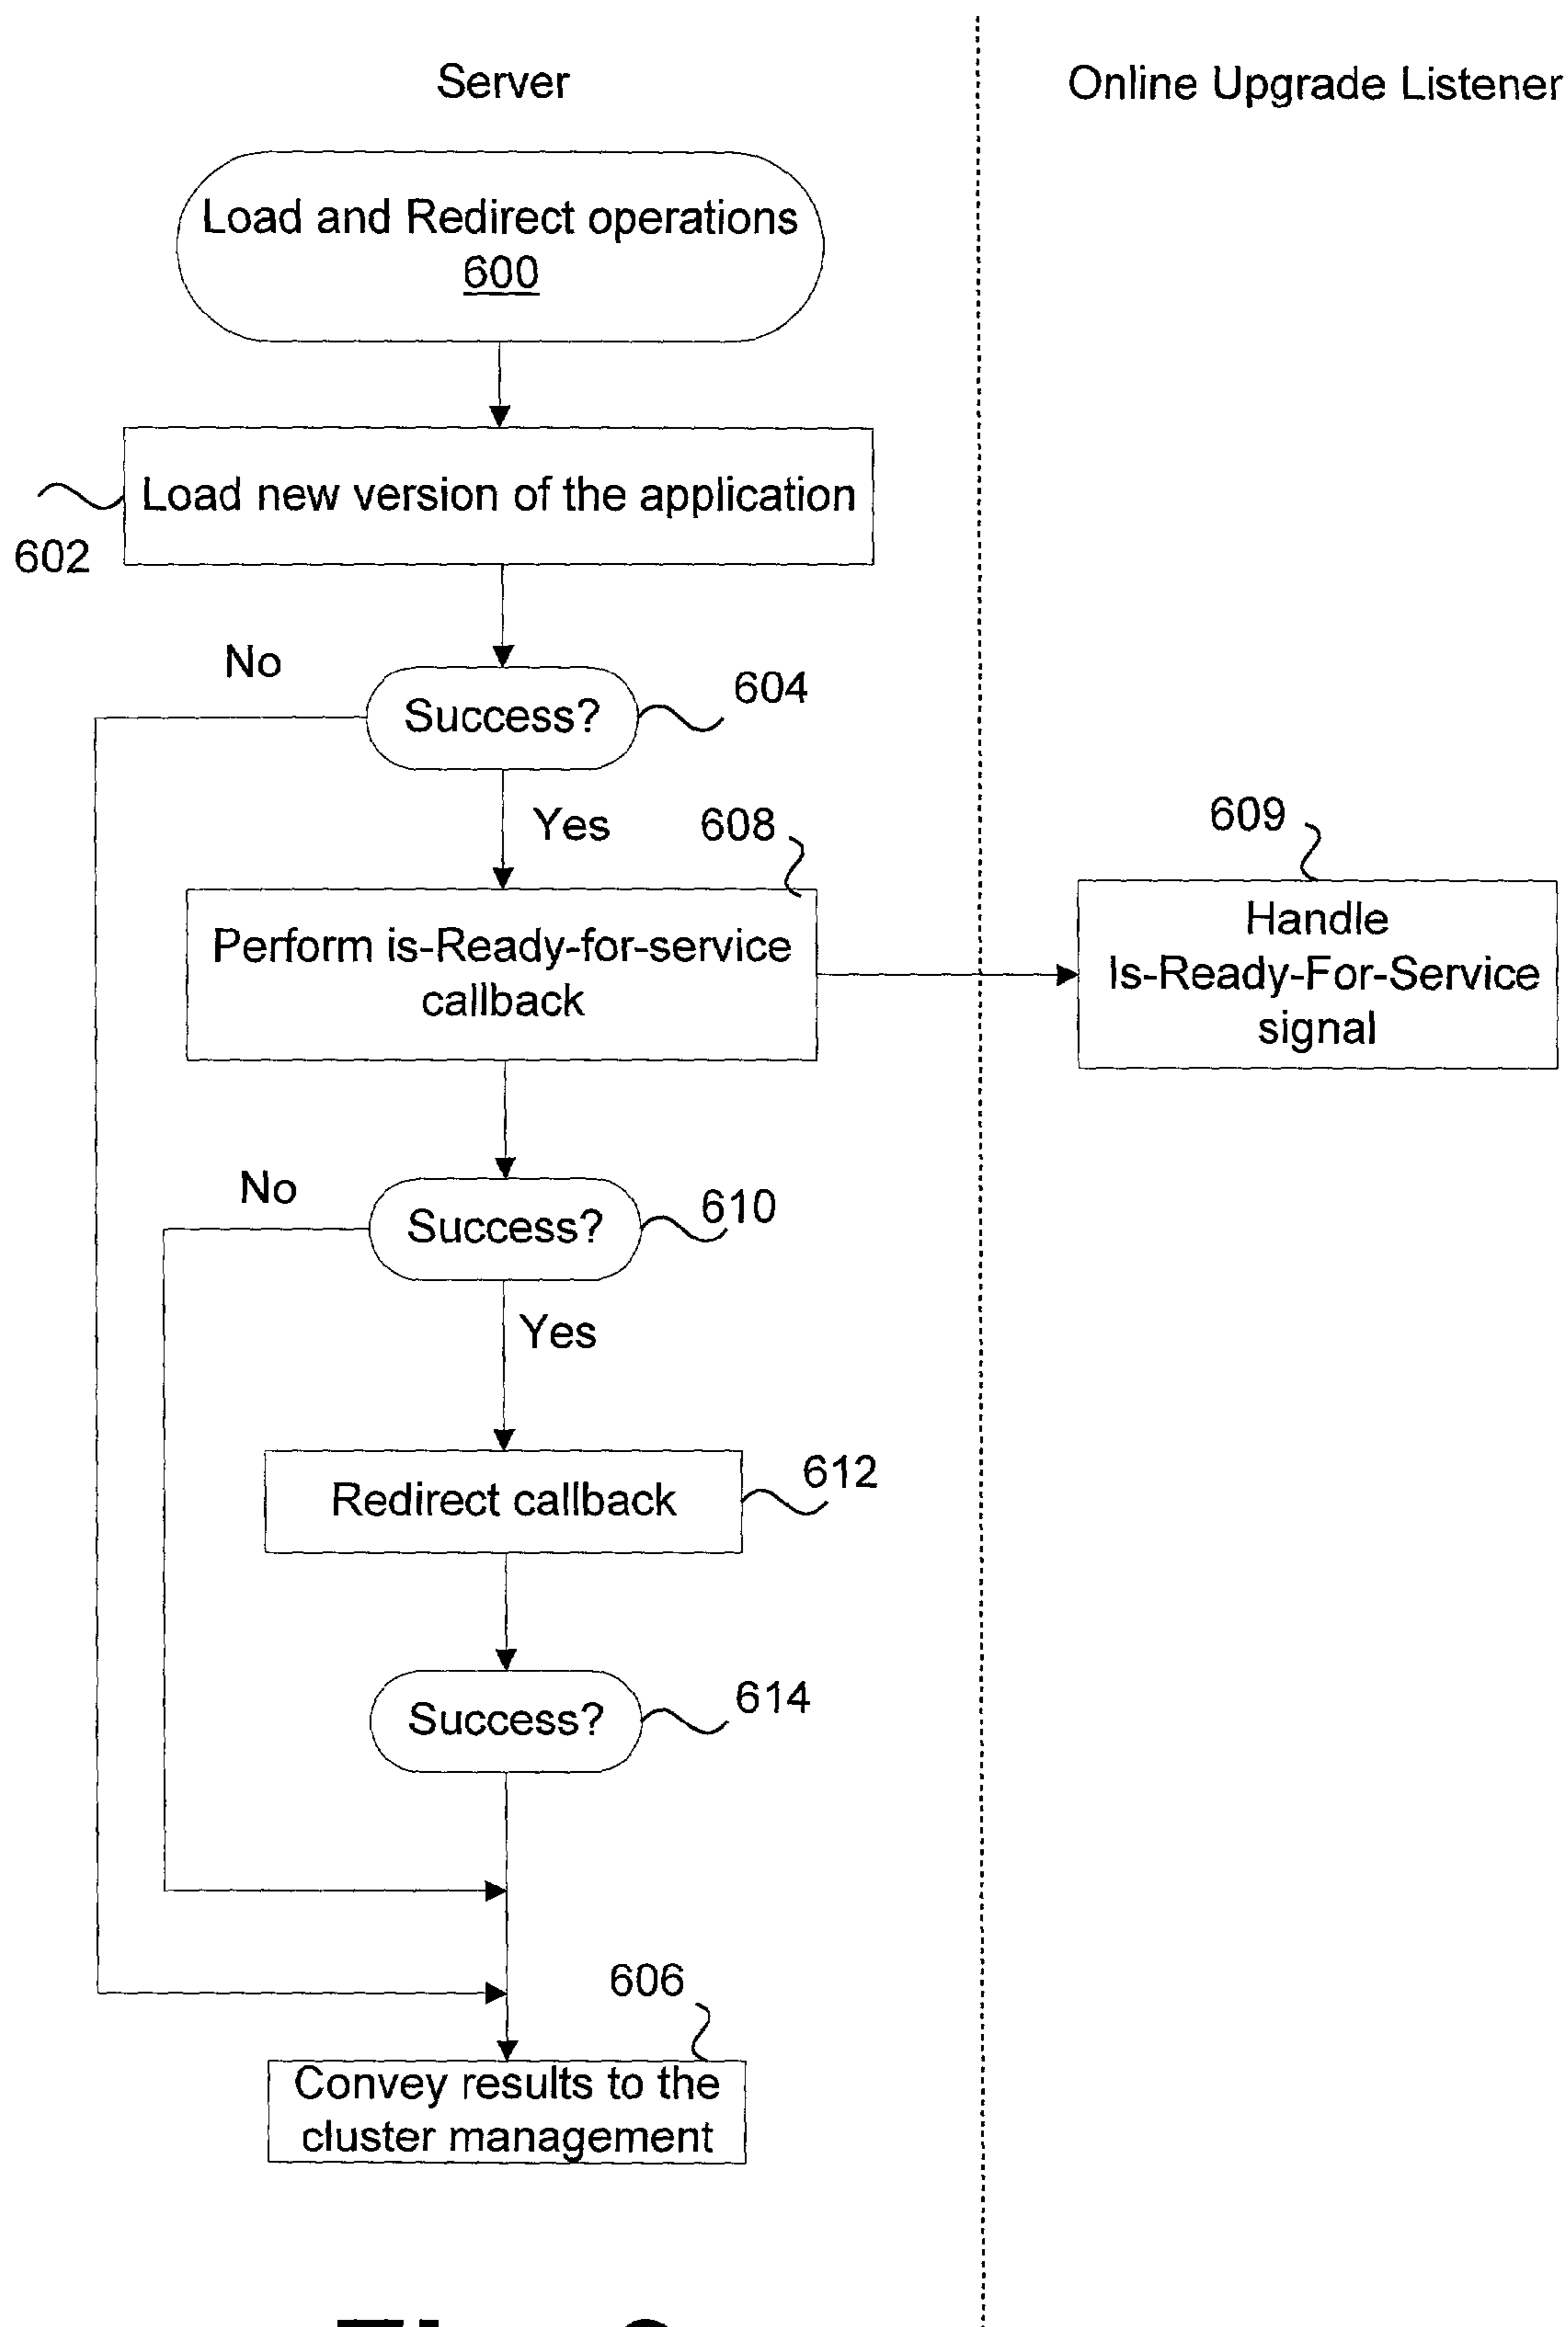 Server
Online Upgrade Listener
Load and Redirect operations
600
Load new version of the application
602
No
Success?
604
Yes
608
609
Perform is-Ready-for-service
callback
Handle
Is-Ready-For-Service
signal
No
Success?
610
Yes
Redirect callback
612
Success?
614
606
Convey results to the
cluster management